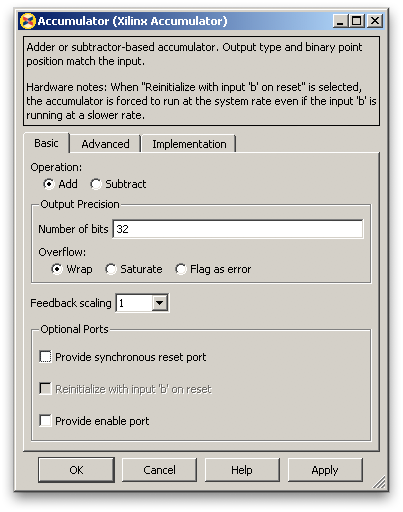 Accumulator (Xilinx Accumulator)
Adder or subtractor-based accumulator. Output type and binary point
position match the input.
Hardware notes: When "Reinitialize with input 'b' on reset" is selected,
the accumulator is forced to run at the system rate even if the input 'b' is
running at a slower rate.
Basic Advanced Implementation
Operation:
Add Subtract
Output Precision
Number of bits 32
Overflow:
Wrap Saturate Flag as error
Feedback scaling 1
Optional Ports
Provide synchronous reset port
Reinitialize with input 'b' on reset
Provide enable port
OK Cancel Help Apply